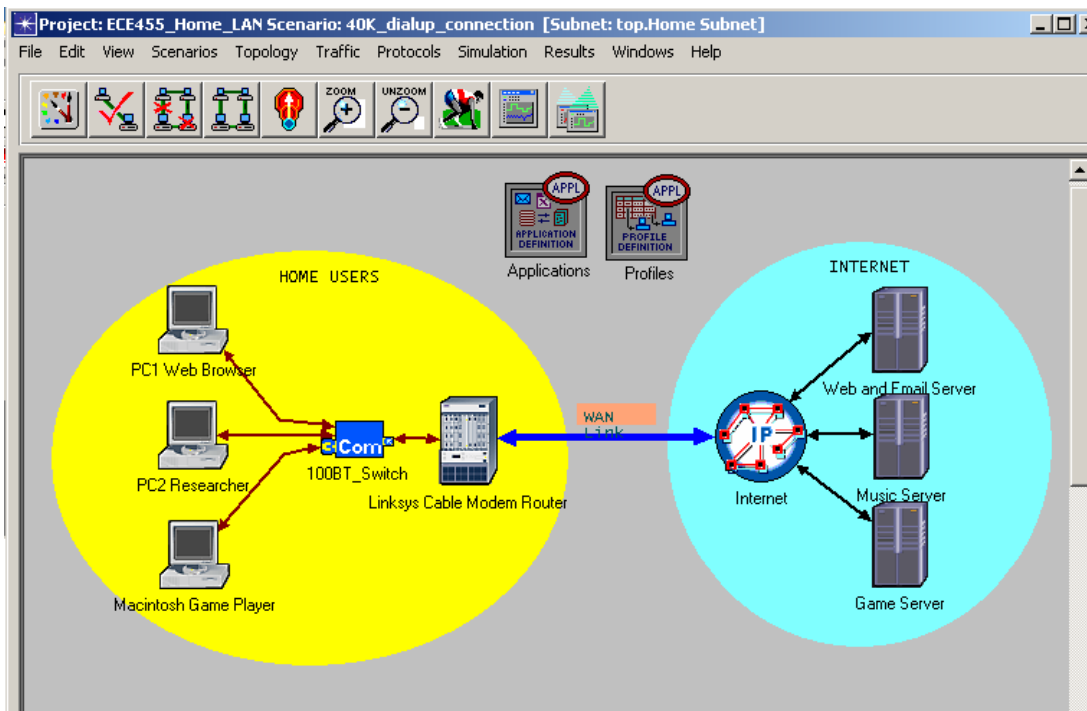 Project: ECE455_Home_LAN Scenario: 40K_dialup_connection [Subnet: top.Home Subnet]
File Edit View Scenarios Topology Traffic Protocols Simulation Results Windows Help
ZOOM
UNZOOM
APPL
APPLICATION
DEFINITION
Applications
APPL
PROFILE
DEFINITION
Profiles
HOME USERS
PC1 Web Browser
PC2 Researcher
Macintosh Game Player
3Com
100BT_Switch
Linksys Cable Modem Router
WAN
Link
INTERNET
IP
Internet
Web and Email Server
Music Server
Game Server